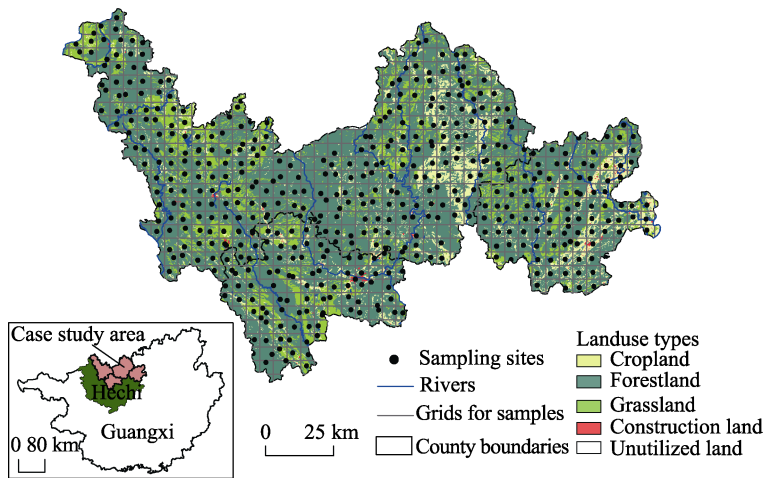 Case study area
Hechi
Guangxi
0 80 km
0 25 km
Sampling sites
Rivers
Grids for samples
County boundaries
Landuse types
Cropland
Forestland
Grassland
Construction land
Unutilized land